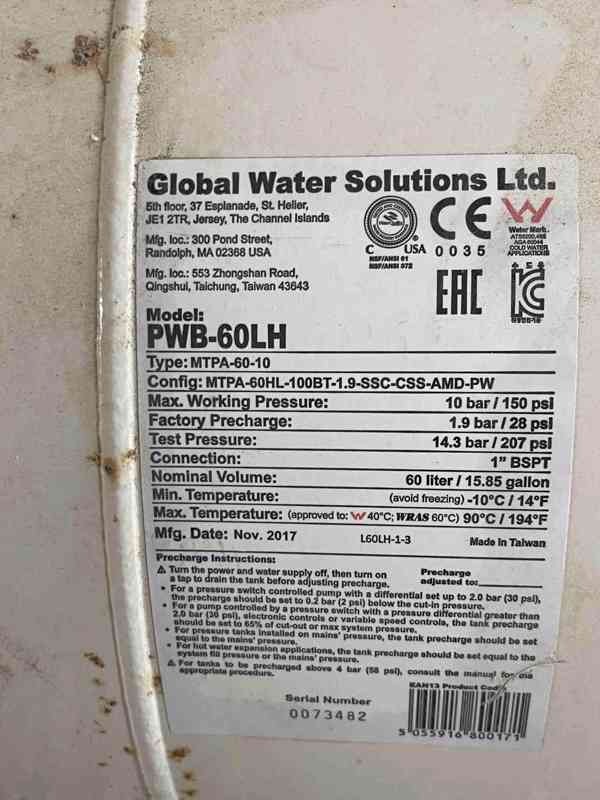 Global Water Solutions Ltd.
5th floor, 37 Esplanade, St. Helier,
JE1 2TR, Jersey, The Channel Islands
Mfg. loc.: 300 Pond Street,
Randolph, MA 02368 USA
Mfg. loc.: 553 Zhongshan Road,
Qingshui, Taichung, Taiwan 43643
C USA
NSF/ANSI 61
NSF/ANSI 372
CE
0035
Water Mark
COLD WATER
APPLICATIONS
EAC
Model:
PWB-60LH
Type: MTPA-60-10
Config: MTPA-60HL-100BT-1.9-SSC-CSS-AMD-PW
Max. Working Pressure: 10 bar / 150 psi
Factory Precharge: 1.9 bar / 28 psi
Test Pressure: 14.3 bar / 207 psi
Connection: 1" BSPT
Nominal Volume: 60 liter / 15.85 gallon
Min. Temperature: (avoid freezing) -10°C / 14°F
Max. Temperature: (approved to: W 40°C; WRAS 60°C) 90°C / 194°F
Mfg. Date: Nov. 2017 L60LH-1-3 Made in Taiwan
Precharge Instructions:
⚠ Turn the power and water supply off, then turn on
a tap to drain the tank before adjusting precharge.
Precharge
adjusted to:
• For a pressure switch controlled pump with a differential set up to 2.0 bar (30 psi),
the precharge should be set to 0.2 bar (2 psi) below the cut-in pressure.
• For a pump controlled by a pressure switch with a pressure differential greater than
2.0 bar (30 psi), electronic controls or variable speed controls, the tank precharge
should be set to 65% of cut-out or max system pressure.
• For pressure tanks installed on mains' pressure, the tank precharge should be set
equal to the mains' pressure.
• For hot water expansion applications, the tank precharge should be set equal to the
system fill pressure or the mains' pressure.
⚠ For tanks to be precharged above 4 bar (58 psi), consult the manual for the
appropriate procedure.
EAN13 Product Code
Serial Number
0073482
5 055916 800171